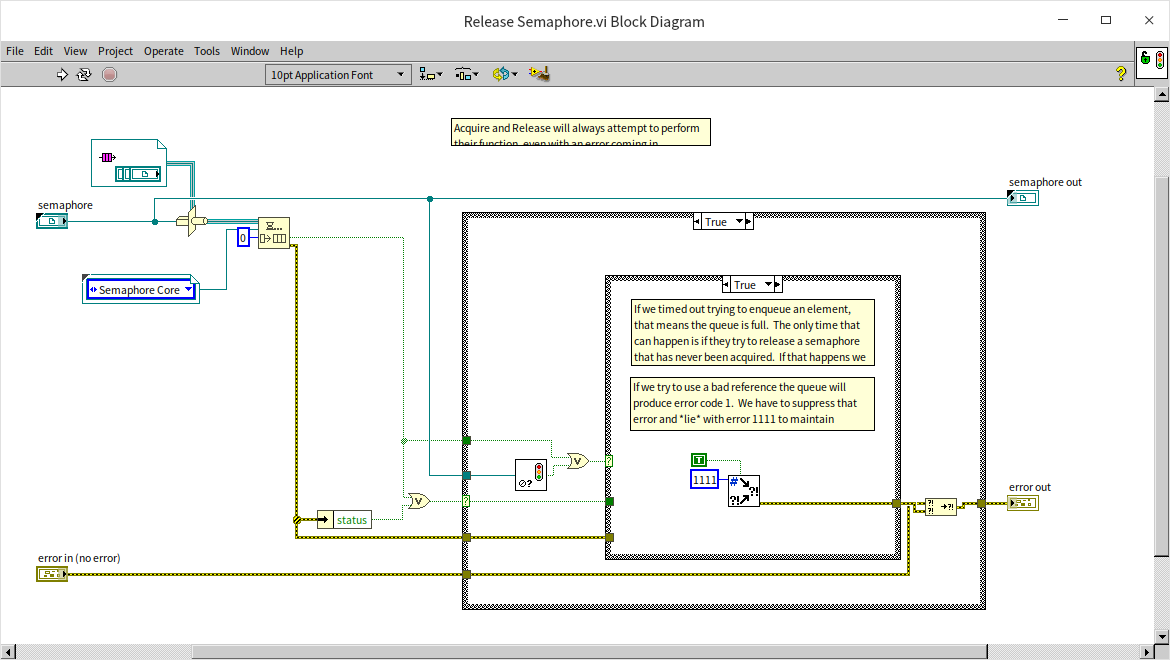 Release Semaphore.vi Block Diagram
File Edit View Project Operate Tools Window Help
10pt Application Font
Acquire and Release will always attempt to perform
their function, even with an error coming in.
semaphore
semaphore out
0
Semaphore Core
True
True
If we timed out trying to enqueue an element,
that means the queue is full. The only time that
can happen is if they try to release a semaphore
that has never been acquired. If that happens we
If we try to use a bad reference the queue will
produce error code 1. We have to suppress that
error and *lie* with error 1111 to maintain
T
1111
status
error out
error in (no error)